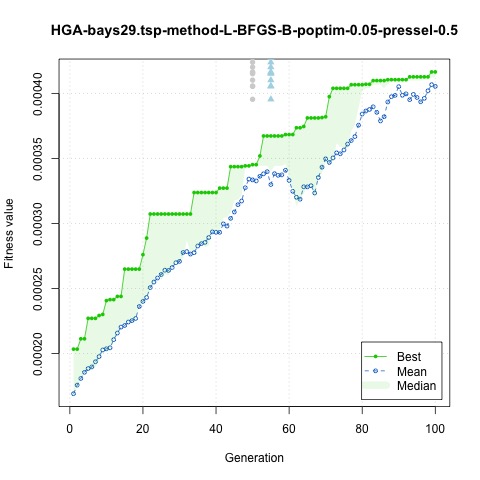 HGA-bays29.tsp-method-L-BFGS-B-poptim-0.05-pressel-0.5
Fitness value
0.00040
0.00035
0.00030
0.00025
0.00020
Best
Mean
Median
0 20 40 60 80 100
Generation